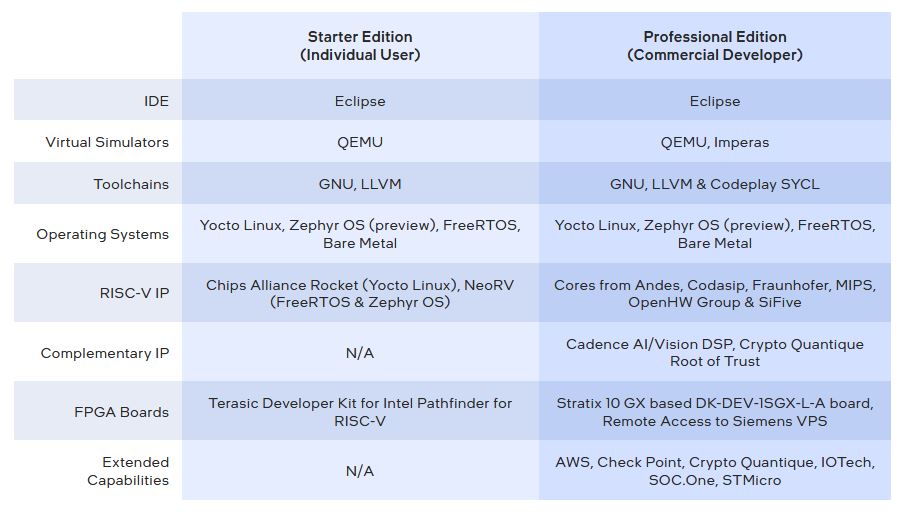 Starter Edition
(Individual User)
Professional Edition
(Commercial Developer)
IDE
Eclipse
Eclipse
Virtual Simulators
QEMU
QEMU, Imperas
Toolchains
GNU, LLVM
GNU, LLVM & Codeplay SYCL
Operating Systems
Yocto Linux, Zephyr OS (preview), FreeRTOS,
Bare Metal
Yocto Linux, Zephyr OS (preview), FreeRTOS,
Bare Metal
RISC-V IP
Chips Alliance Rocket (Yocto Linux), NeoRV
(FreeRTOS & Zephyr OS)
Cores from Andes, Codasip, Fraunhofer, MIPS,
OpenHW Group & SiFive
Complementary IP
N/A
Cadence AI/Vision DSP, Crypto Quantique
Root of Trust
FPGA Boards
Terasic Developer Kit for Intel Pathfinder for
RISC-V
Stratix 10 GX based DK-DEV-1SGX-L-A board,
Remote Access to Siemens VPS
Extended
Capabilities
N/A
AWS, Check Point, Crypto Quantique, IOTech,
SOC.One, STMicro